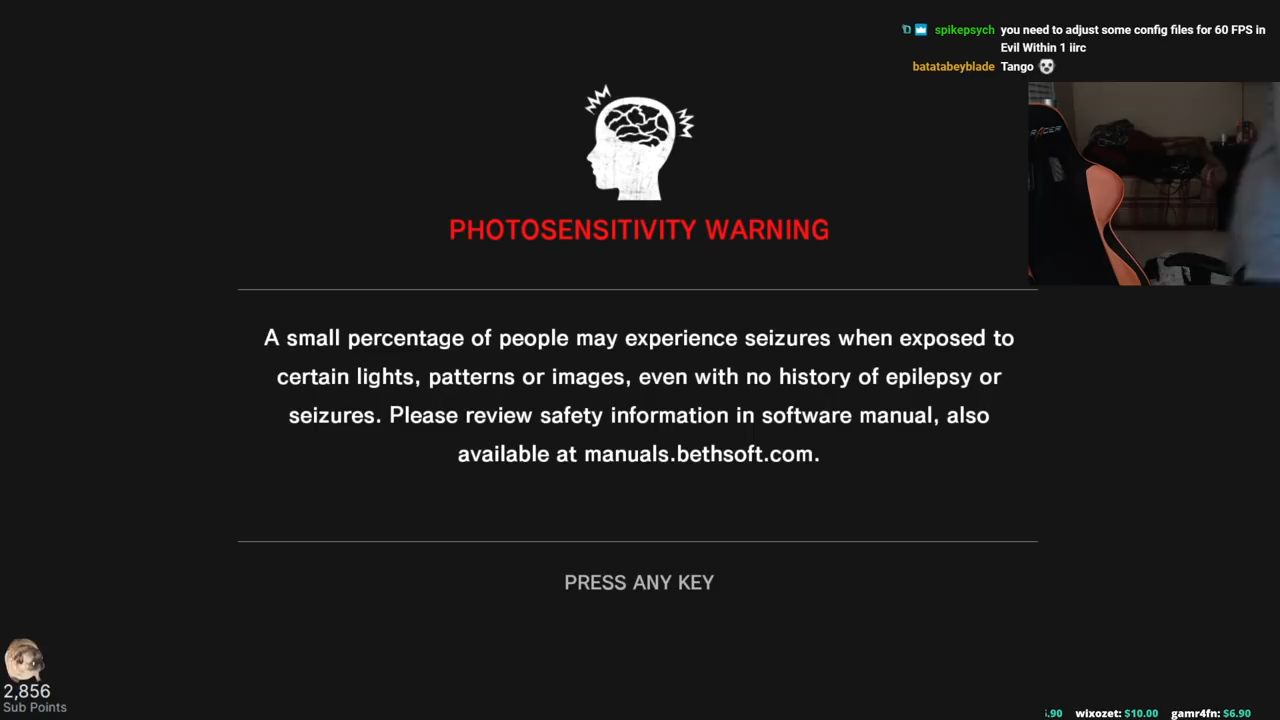 spikepsych you need to adjust some config files for 60 FPS in
Evil Within 1 iirc
batatabeyblade Tango
PHOTOSENSITIVITY WARNING
A small percentage of people may experience seizures when exposed to
certain lights, patterns or images, even with no history of epilepsy or
seizures. Please review safety information in software manual, also
available at manuals.bethsoft.com.
PRESS ANY KEY
2,856
Sub Points
.90 wixozet: $10.00 gamr4fn: $6.90